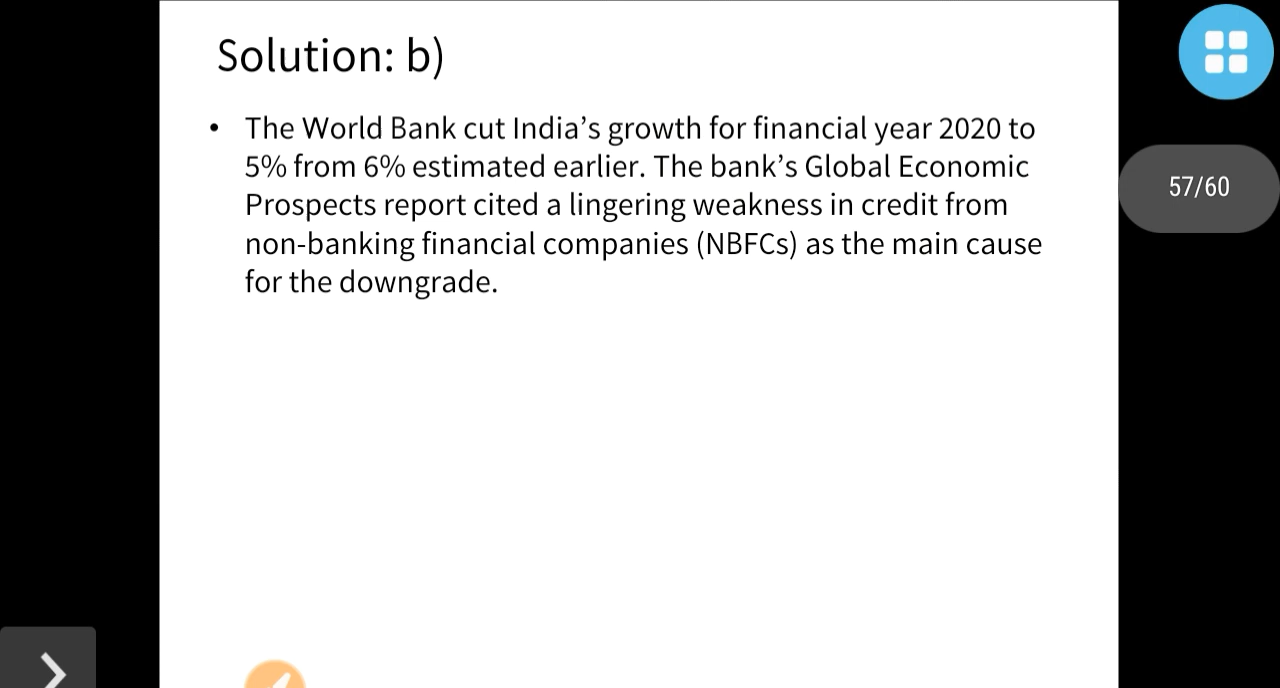 Solution: b)
• The World Bank cut India’s growth for financial year 2020 to
5% from 6% estimated earlier. The bank’s Global Economic
Prospects report cited a lingering weakness in credit from
non-banking financial companies (NBFCs) as the main cause
for the downgrade.
57/60